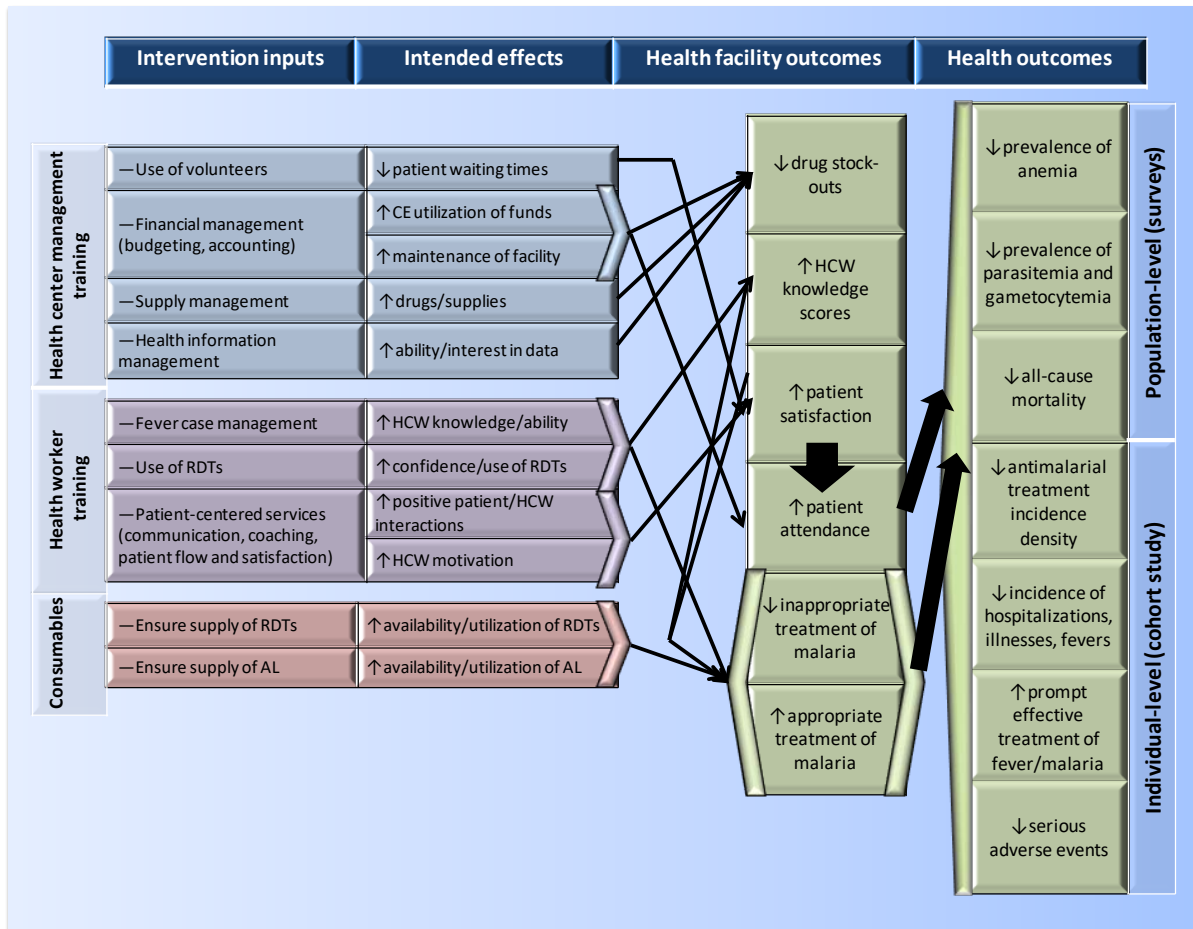 Intervention inputs
Intended effects
Health facility outcomes
Health outcomes
Health center management
training
—Use of volunteers
↓patient waiting times
—Financial management
(budgeting, accounting)
↑CE utilization of funds
↑maintenance of facility
—Supply management
↑drugs/supplies
—Health information
management
↑ability/interest in data
Health worker
training
—Fever case management
↑HCW knowledge/ability
—Use of RDTs
↑confidence/use of RDTs
—Patient-centered services
(communication, coaching,
patient flow and satisfaction)
↑positive patient/HCW
interactions
↑HCW motivation
Consumables
—Ensure supply of RDTs
↑availability/utilization of RDTs
—Ensure supply of AL
↑availability/utilization of AL
↓drug stock-
outs
↑HCW
knowledge
scores
↑patient
satisfaction
↑patient
attendance
↓inappropriate
treatment of
malaria
↑appropriate
treatment of
malaria
↓prevalence of
anemia
↓prevalence of
parasitemia and
gametocytemia
↓all-cause
mortality
↓antimalarial
treatment
incidence
density
↓incidence of
hospitalizations,
illnesses, fevers
↑prompt
effective
treatment of
fever/malaria
↓serious
adverse events
Population-level (surveys)
Individual-level (cohort study)